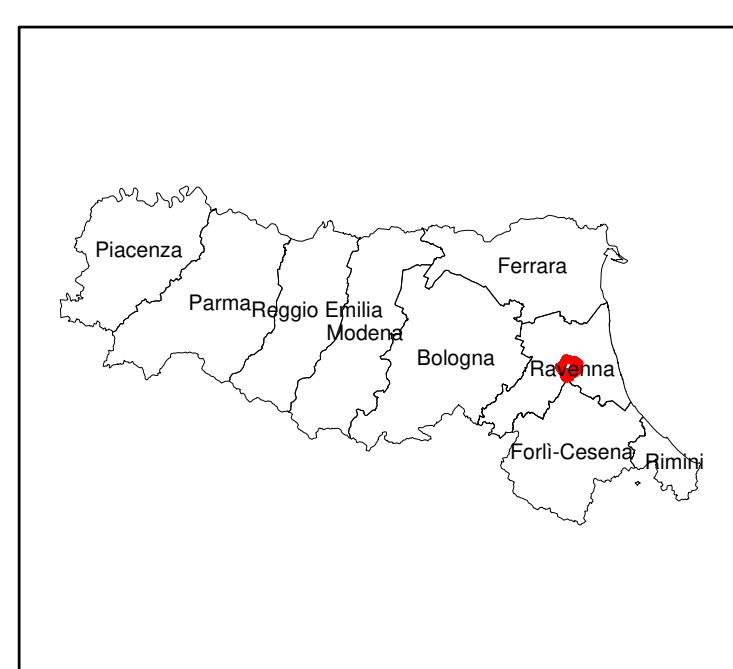 Piacenza
Ferrara
Parma
Reggio Emilia
Modena
Bologna
Ravenna
Forlì-Cesena
Rimini